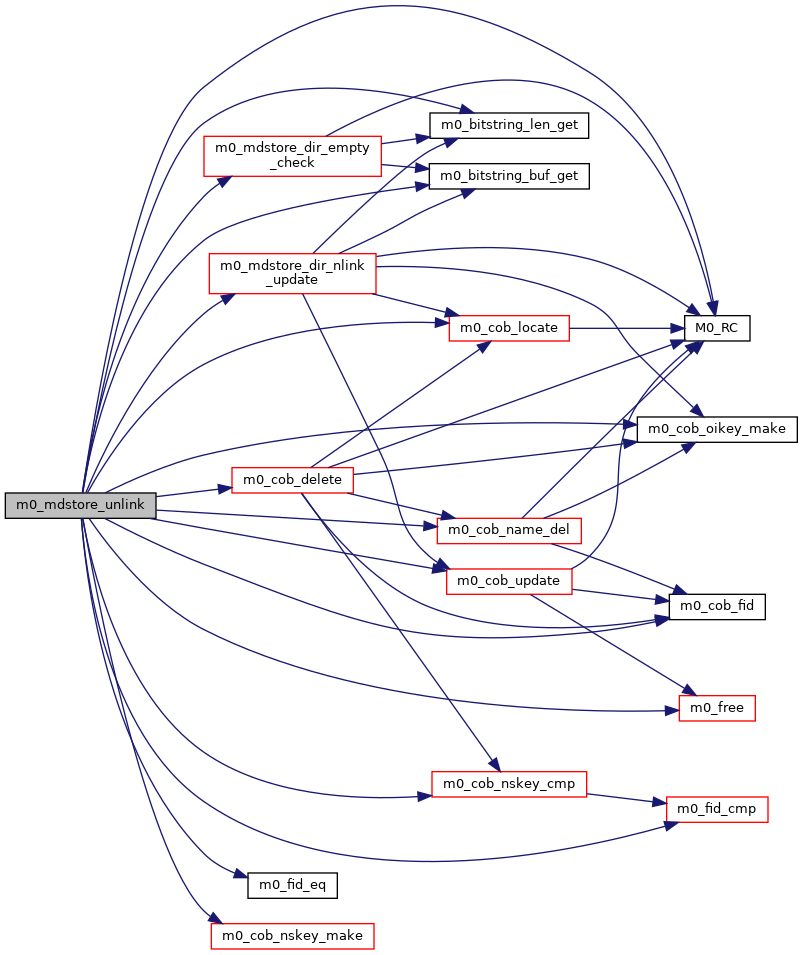 m0_bitstring_len_get
m0_mdstore_dir_empty
_check
m0_bitstring_buf_get
m0_mdstore_dir_nlink
_update
m0_cob_locate
M0_RC
m0_cob_oikey_make
m0_cob_delete
m0_mdstore_unlink
m0_cob_name_del
m0_cob_update
m0_cob_fid
m0_free
m0_cob_nskey_cmp
m0_fid_cmp
m0_fid_eq
m0_cob_nskey_make